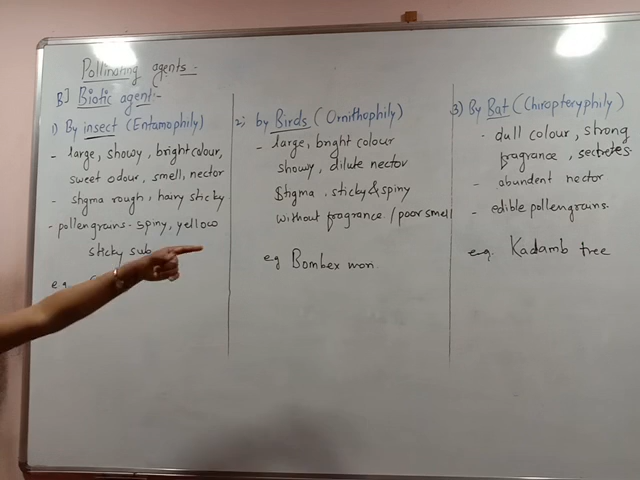 Pollinating agents:-
B] Biotic agent:-
1) By insect (Entamophily)
- large, showy, bright colour,
sweet odour, smell, nector
- stigma rough, hairy sticky
- pollengrains - spiny, yellow
sticky sub
eg.
2) by Birds (Ornithophily)
- large, bright colour
showy, dilute nector
Stigma, sticky & spiny
without fragrance / poor smell
eg Bombex mon
3) By Bat (Chiropteryphily)
- dull colour, strong
fragrance, secretes.
- abundent nector
- edible pollengrains.
eg. Kadamb tree